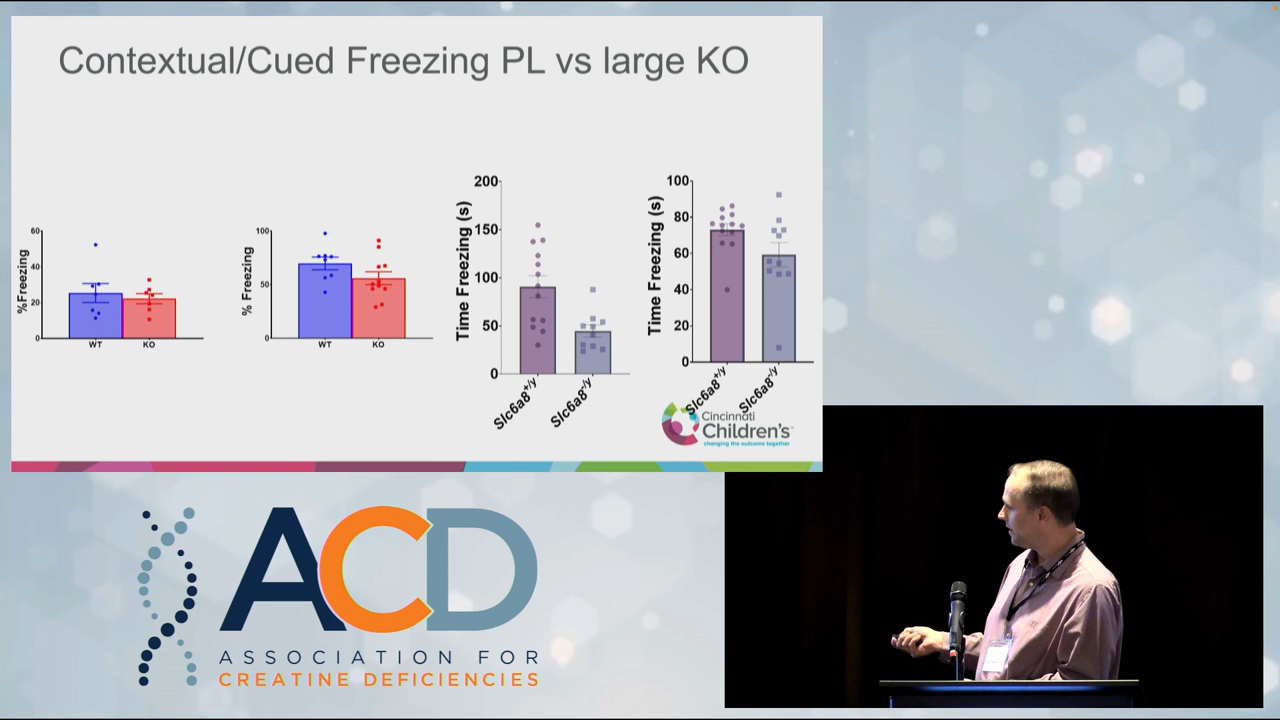 Contextual/Cued Freezing PL vs large KO
%Freezing
60
40
20
0
WT
KO
% Freezing
100
50
0
WT
KO
Time Freezing (s)
200
150
100
50
0
Slc6a8+/y
Slc6a8-/y
Time Freezing (s)
100
80
60
40
20
0
Slc6a8+/y
Slc6a8-/y
Cincinnati
Children's
changing the outcome together
ACD
ASSOCIATION FOR
CREATINE DEFICIENCIES